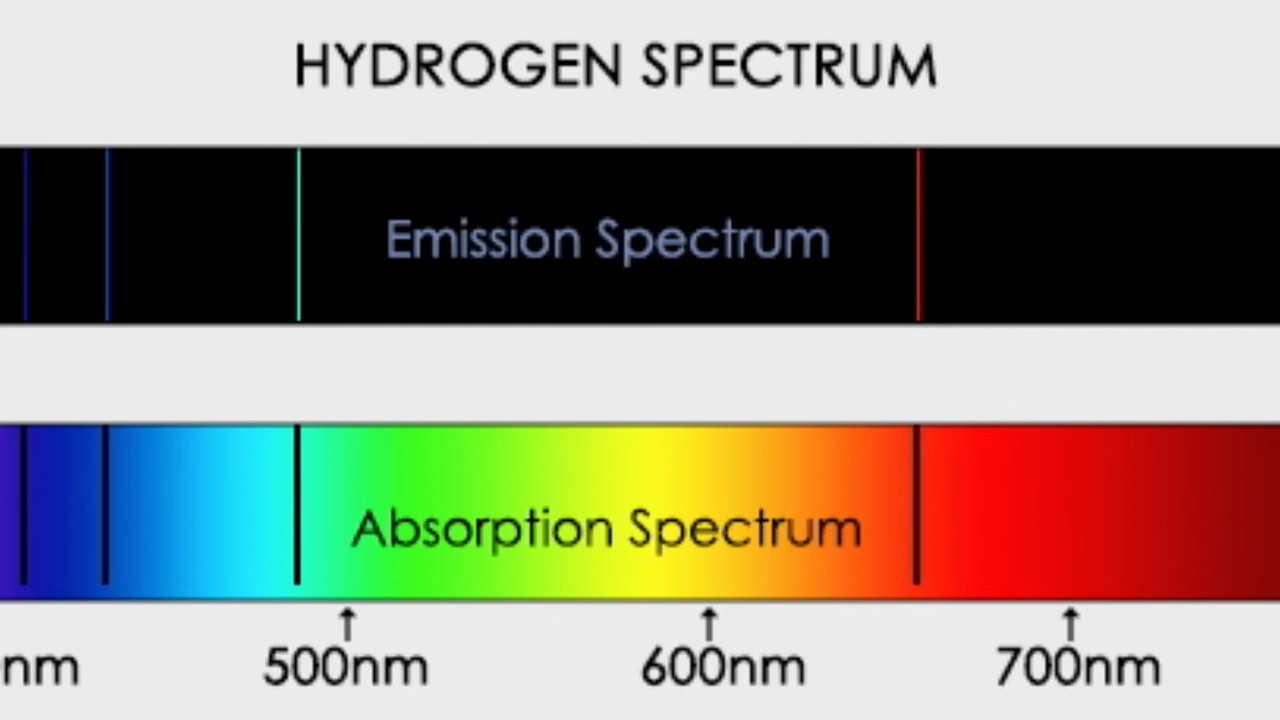 HYDROGEN SPECTRUM
Emission Spectrum
Absorption Spectrum
nm 500nm 600nm 700nm